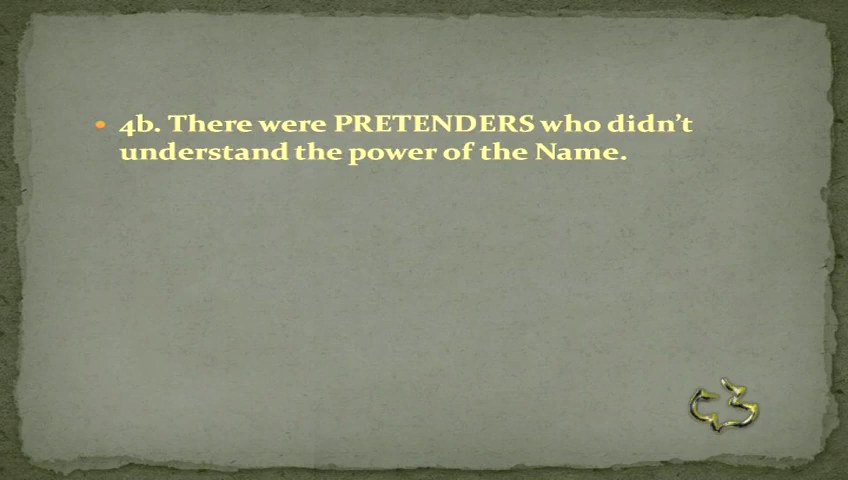 • 4b. There were PRETENDERS who didn’t
understand the power of the Name.